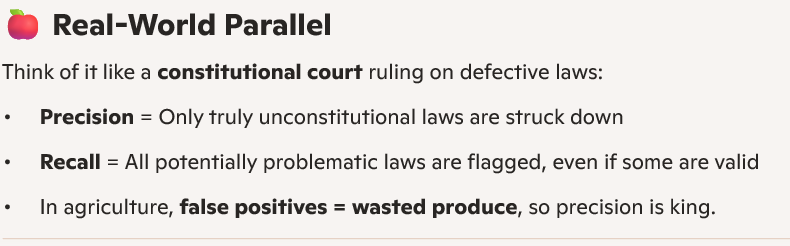 🍎 Real-World Parallel
Think of it like a constitutional court ruling on defective laws:
• Precision = Only truly unconstitutional laws are struck down
• Recall = All potentially problematic laws are flagged, even if some are valid
• In agriculture, false positives = wasted produce, so precision is king.